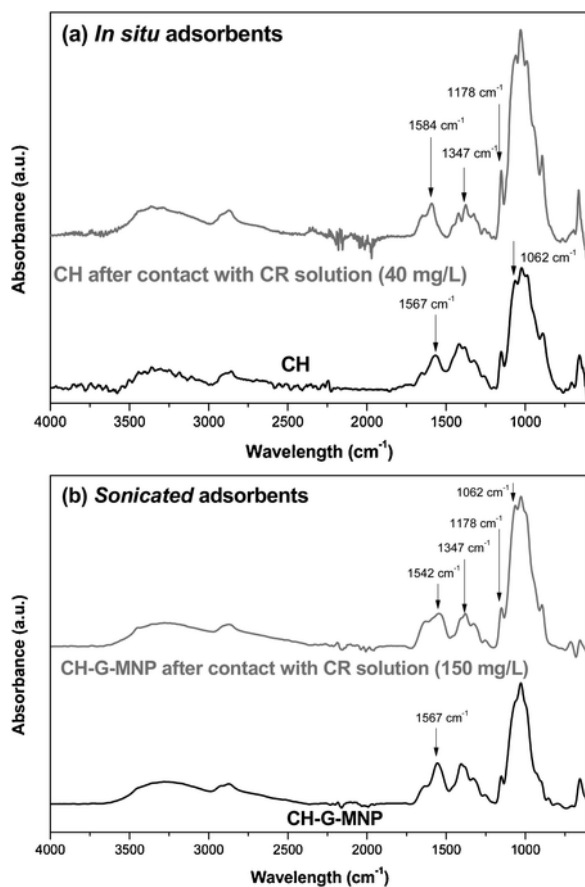 (a) In situ adsorbents
1178 cm⁻¹
1584 cm⁻¹
1347 cm⁻¹
CH after contact with CR solution (40 mg/L)
1062 cm⁻¹
1567 cm⁻¹
CH
Absorbance (a.u.)
4000 3500 3000 2500 2000 1500 1000
Wavelength (cm⁻¹)
(b) Sonicated adsorbents
1062 cm⁻¹
1178 cm⁻¹
1347 cm⁻¹
1542 cm⁻¹
CH-G-MNP after contact with CR solution (150 mg/L)
1567 cm⁻¹
CH-G-MNP
Absorbance (a.u.)
4000 3500 3000 2500 2000 1500 1000
Wavelength (cm⁻¹)